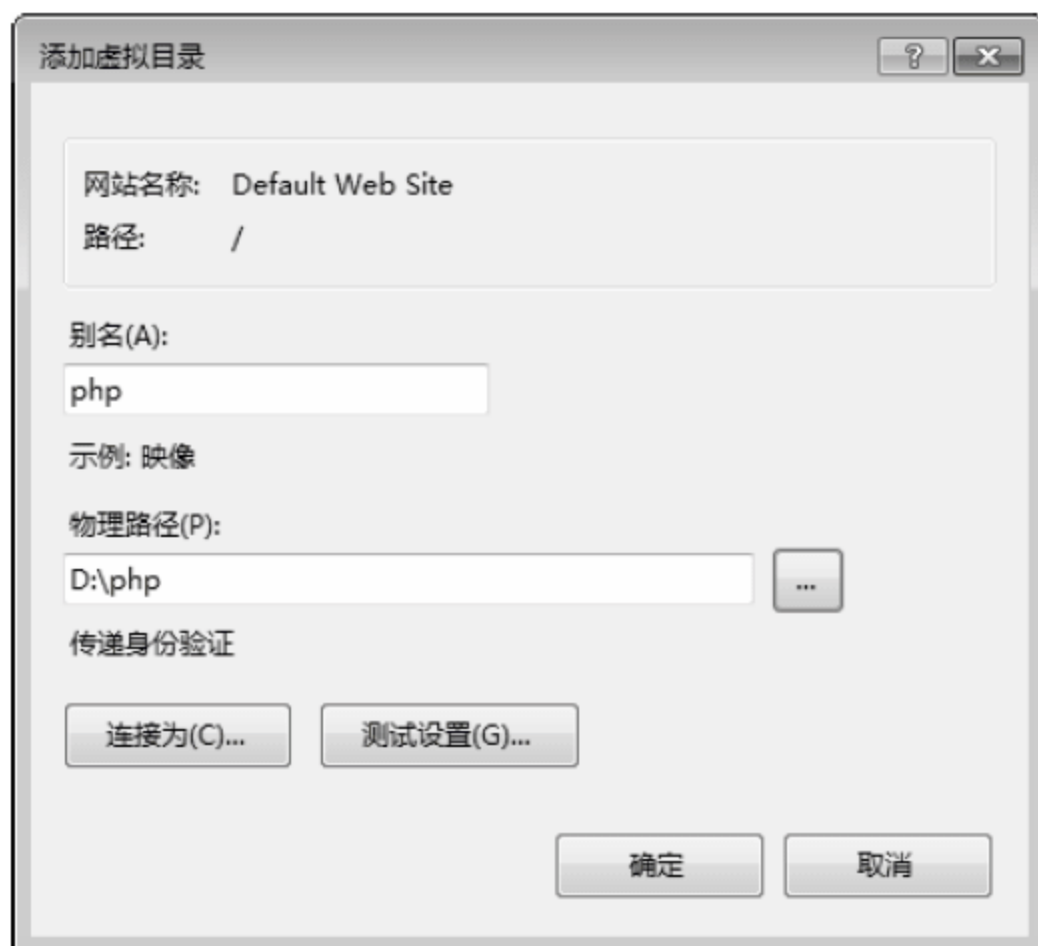 添加虚拟目录
网站名称: Default Web Site
路径: /
别名(A):
php
示例: 映像
物理路径(P):
D:\php
...
传递身份验证
连接为(C)... 测试设置(G)...
确定 取消